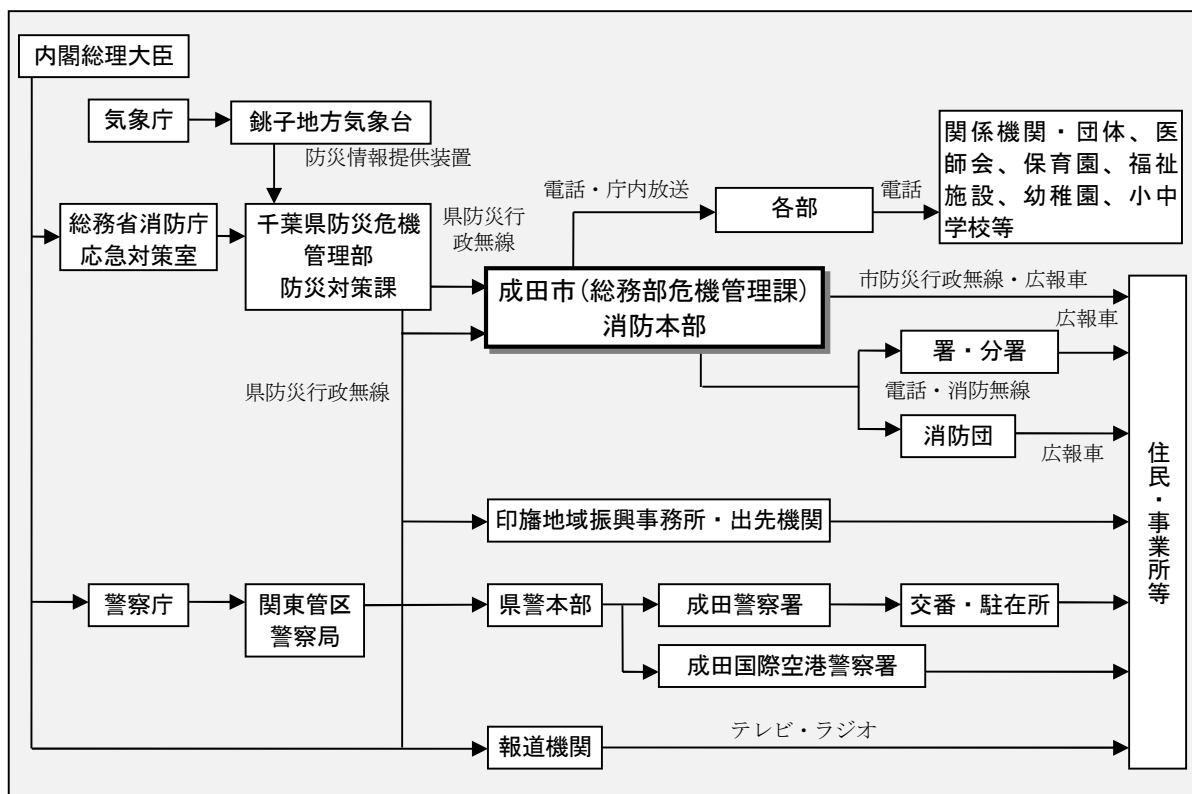 内閣総理大臣
気象庁
銚子地方気象台
防災情報提供装置
総務省消防庁
応急対策室
千葉県防災危機
管理部
防災対策課
県防災行
政無線
電話・庁内放送
各部
電話
関係機関・団体、医
師会、保育園、福祉
施設、幼稚園、小中
学校等
成田市(総務部危機管理課)
消防本部
市防災行政無線・広報車
広報車
署・分署
電話・消防無線
消防団
広報車
県防災行政無線
印旛地域振興事務所・出先機関
警察庁
関東管区
警察局
県警本部
成田警察署
交番・駐在所
成田国際空港警察署
報道機関
テレビ・ラジオ
住民・事業所等